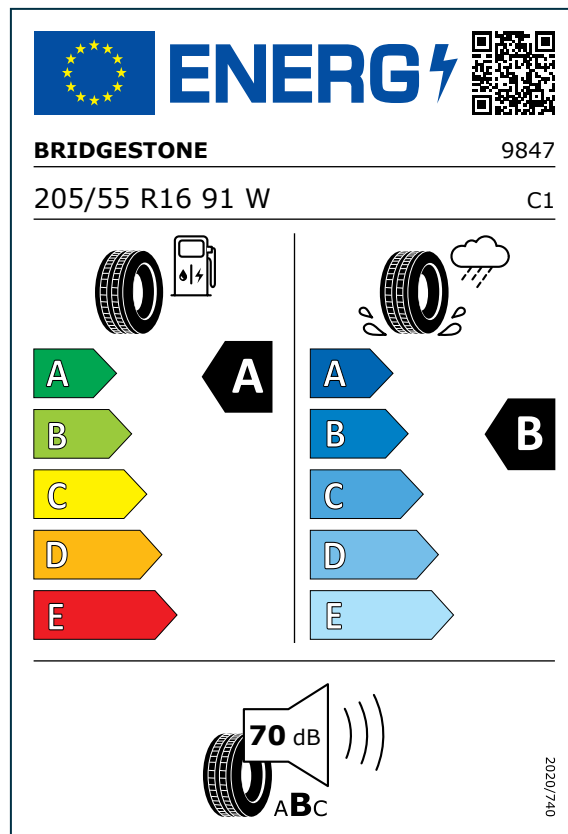 ENERG
BRIDGESTONE 9847
205/55 R16 91 W C1
A A A
B B B
C C
D D
E E
70 dB
ABC
2020/740